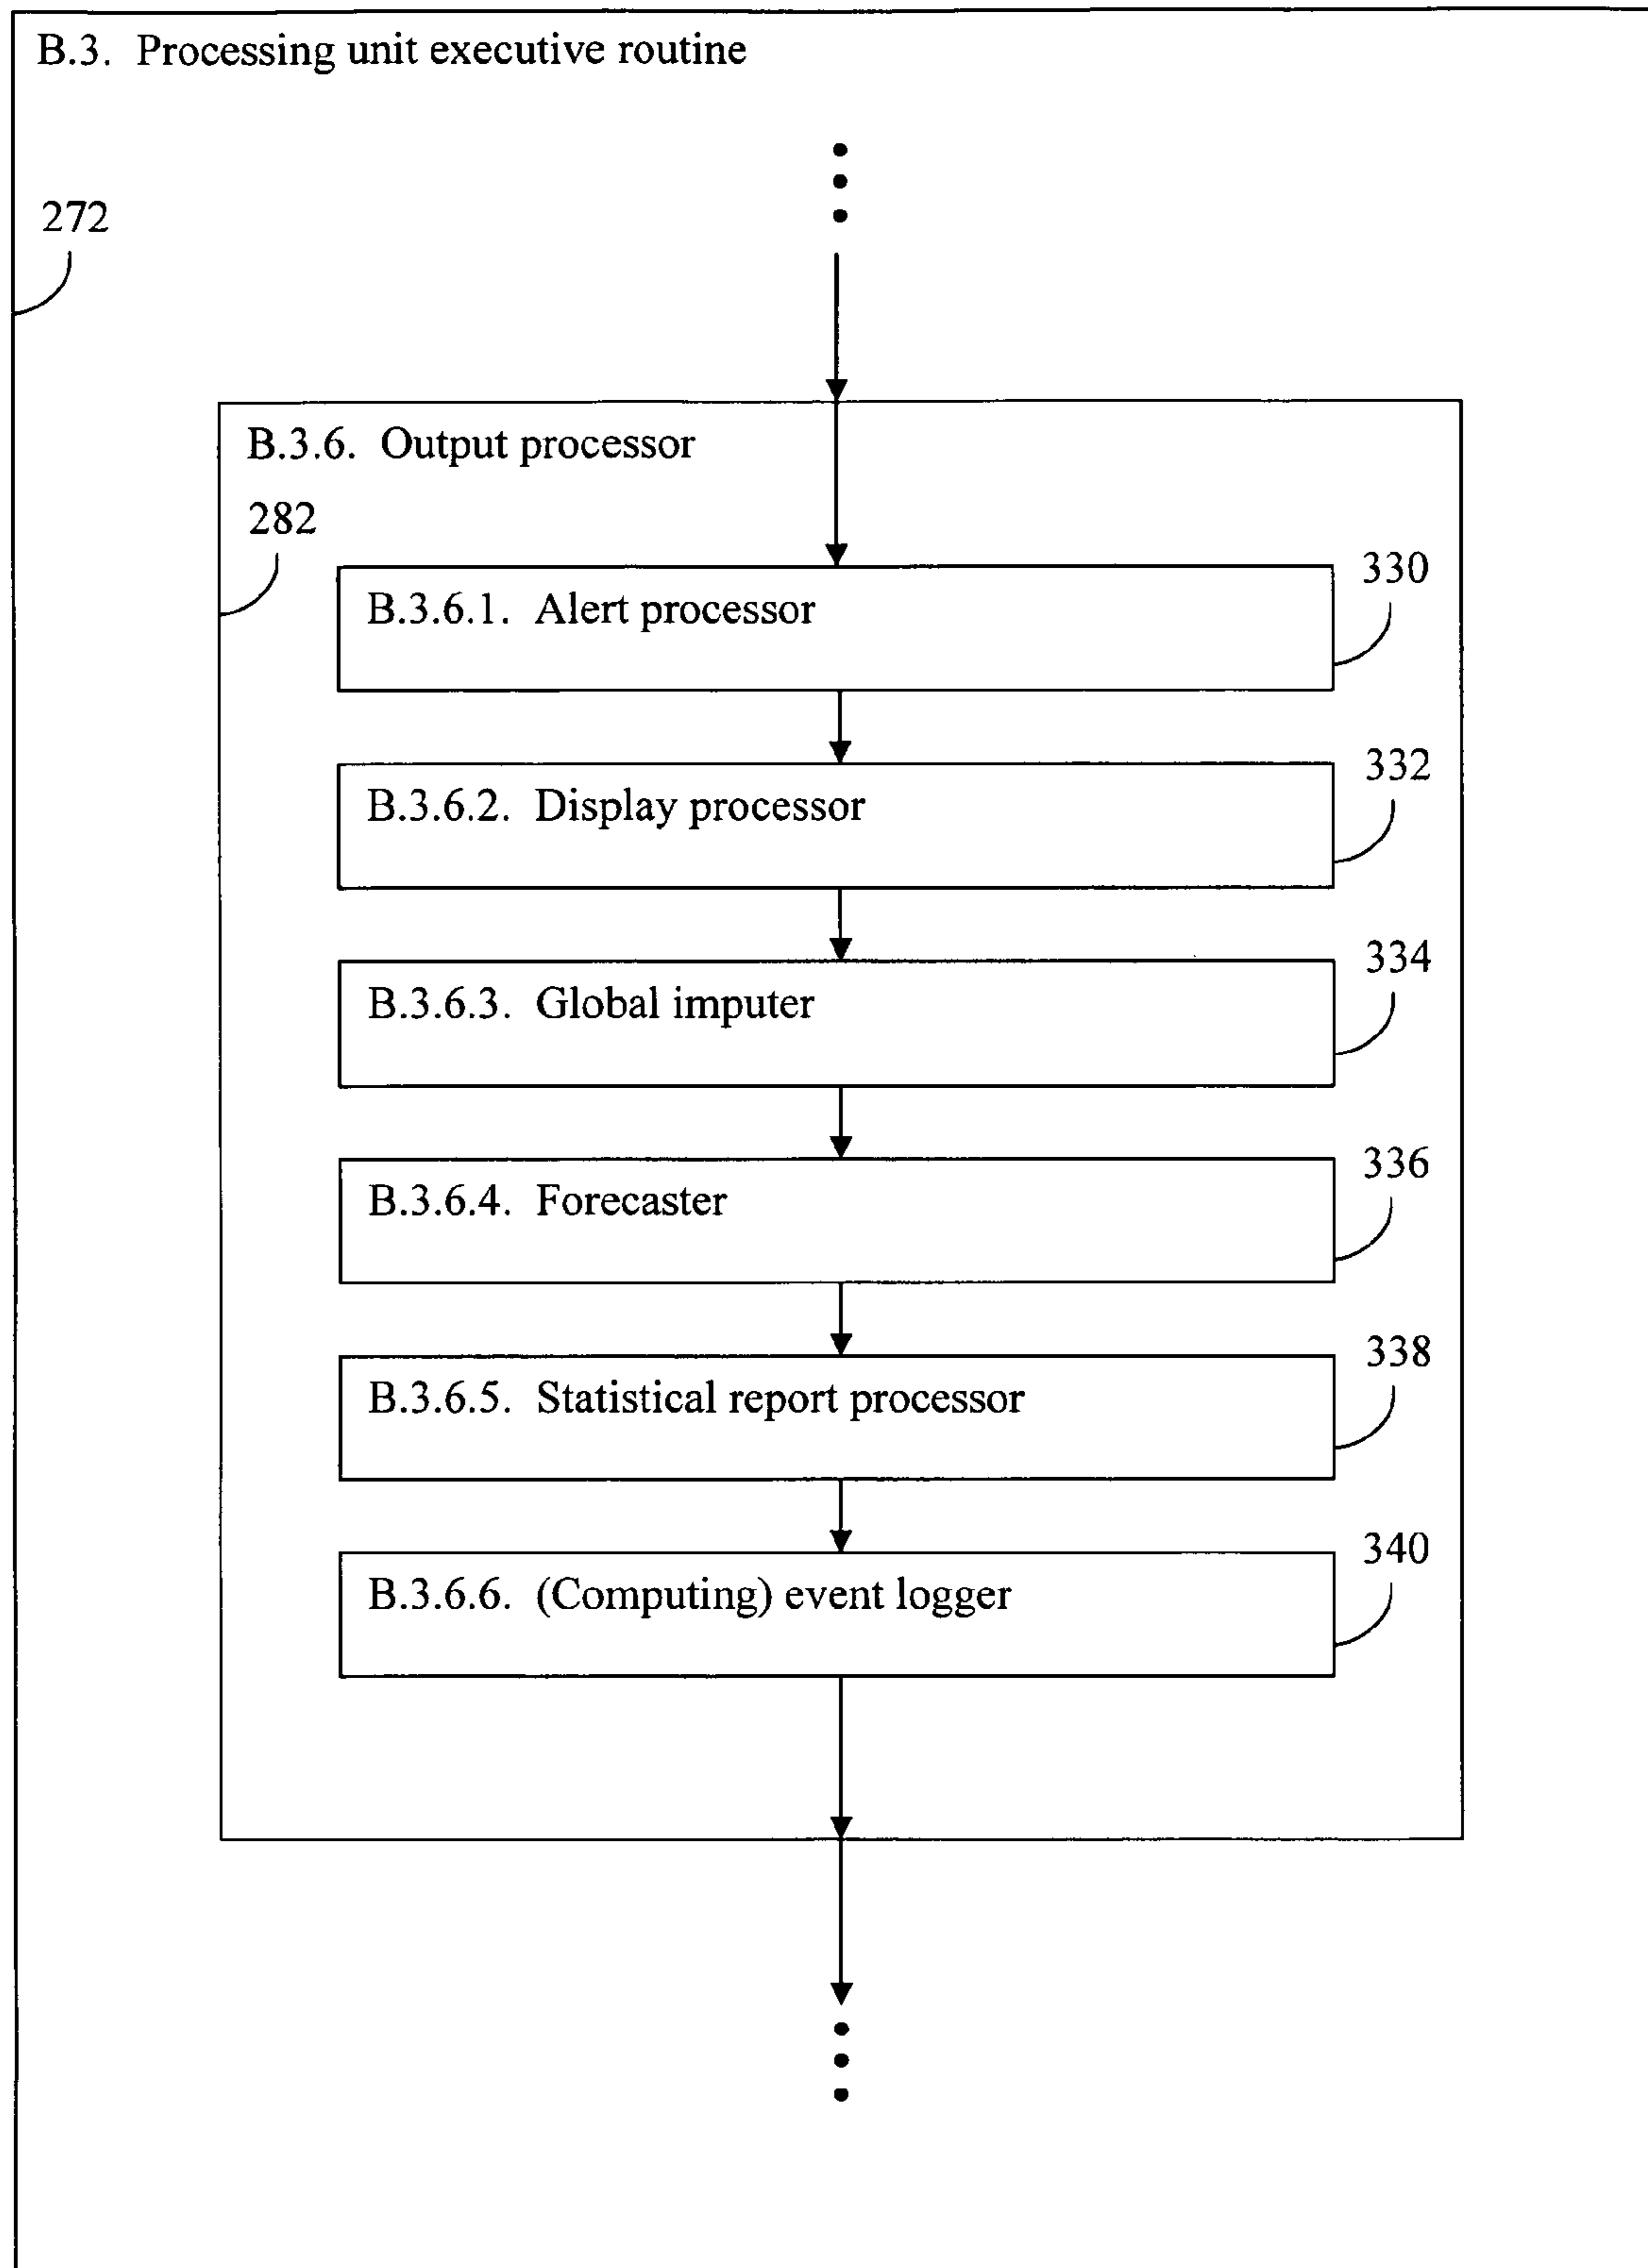 B.3. Processing unit executive routine
272
B.3.6. Output processor
282
330
B.3.6.1. Alert processor
332
B.3.6.2. Display processor
334
B.3.6.3. Global imputer
336
B.3.6.4. Forecaster
338
B.3.6.5. Statistical report processor
340
B.3.6.6. (Computing) event logger